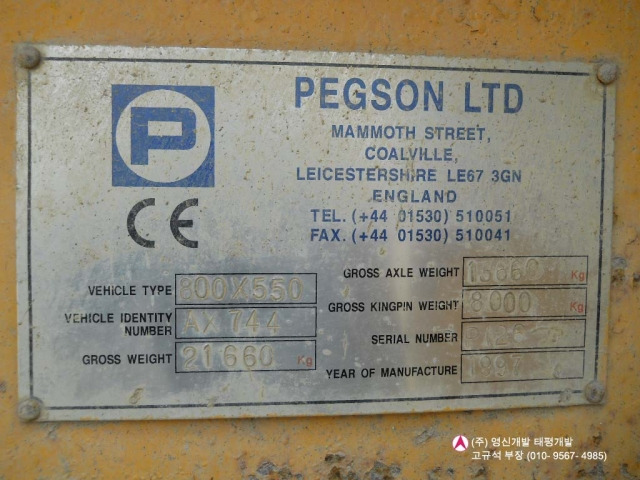 P
PEGSON LTD
MAMMOTH STREET,
COALVILLE,
LEICESTERSHIRE LE67 3GN
ENGLAND
TEL. (+44 01530) 510051
FAX. (+44 01530) 510041
CE
VEHICLE TYPE 800X550
VEHICLE IDENTITY
NUMBER AX744
GROSS WEIGHT 21660 Kg
GROSS AXLE WEIGHT 13660 Kg
GROSS KINGPIN WEIGHT 8000 Kg
SERIAL NUMBER
YEAR OF MANUFACTURE 1997
(주) 영신개발 태평개발
고규석 부장 (010- 9567- 4985)